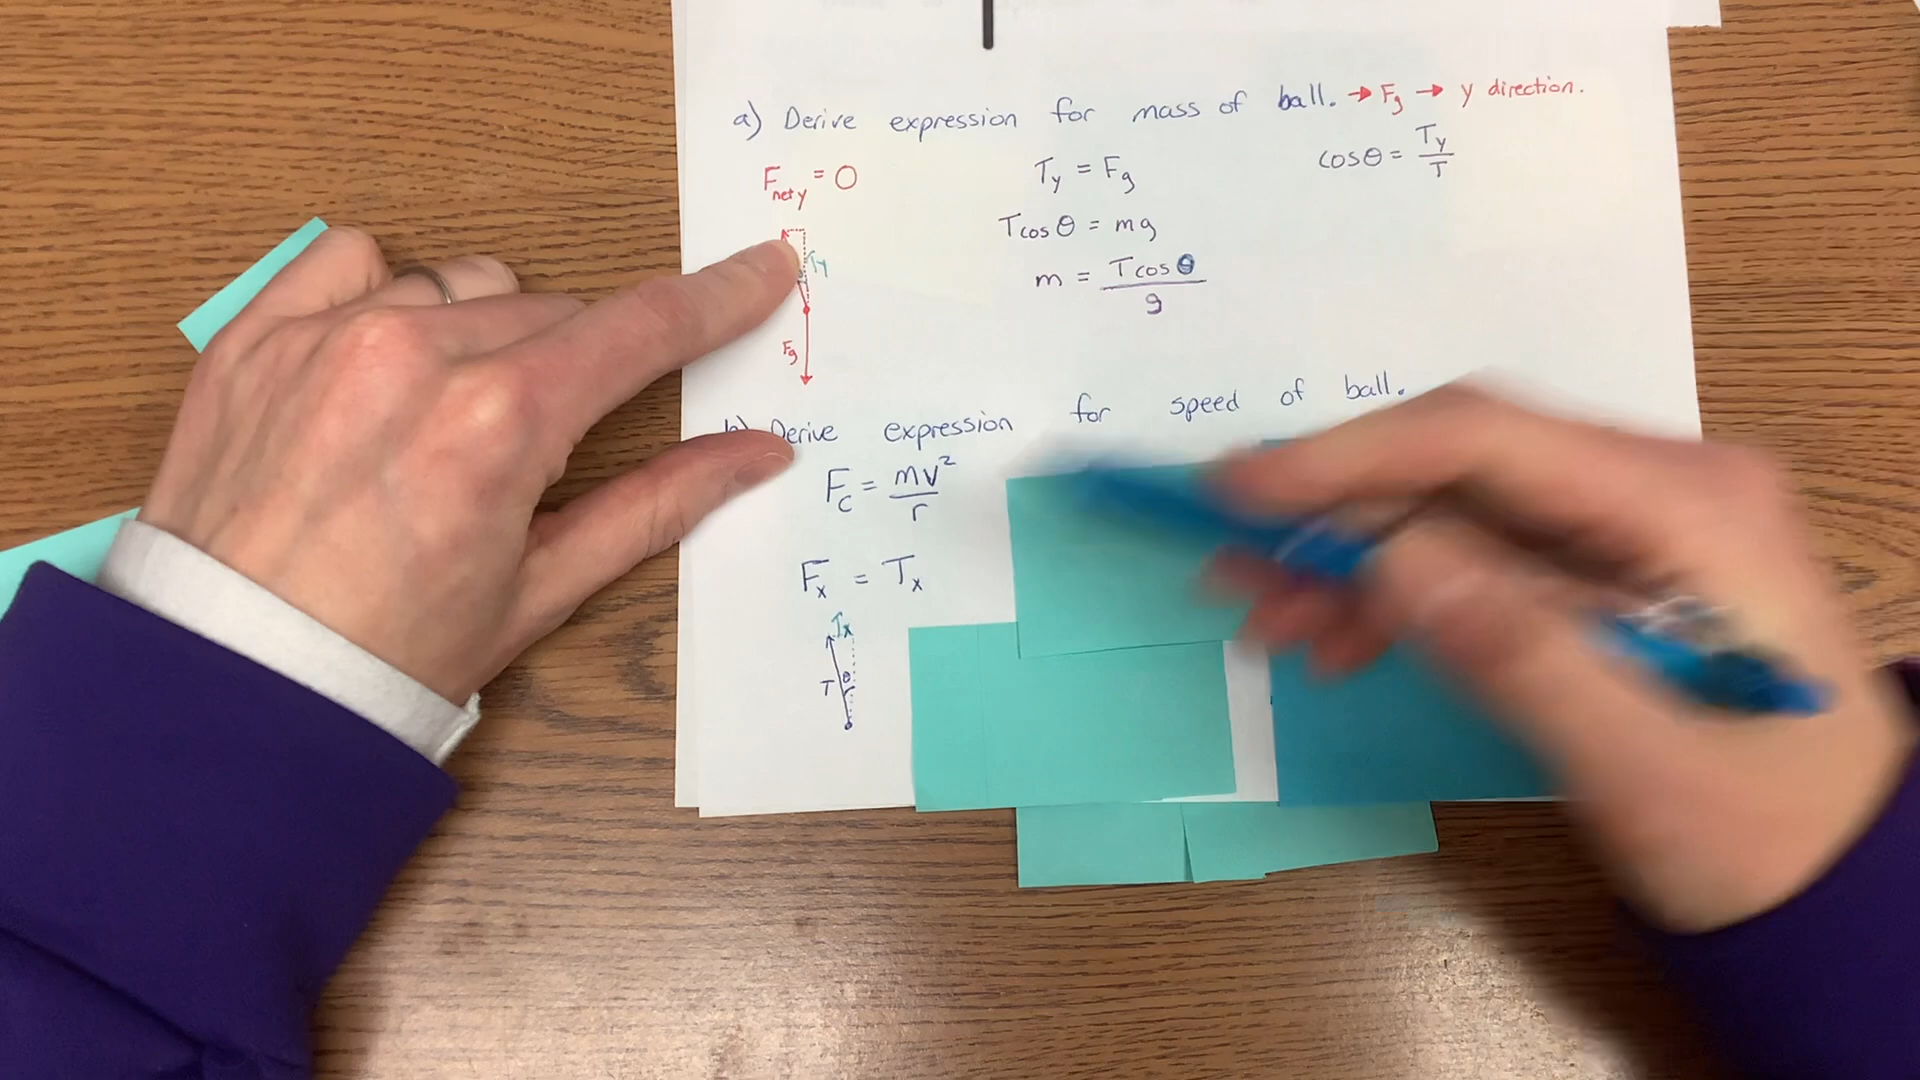 a) Derive expression for mass of ball. → Fg → y direction.
Fnet y = 0
Ty = Fg
cosθ = Ty/T
Tcosθ = mg
m = Tcosθ/g
Ty
θ
Fg
b) Derive expression for speed of ball.
Fc = mv²/r
Fx = Tx
Tx
T θ